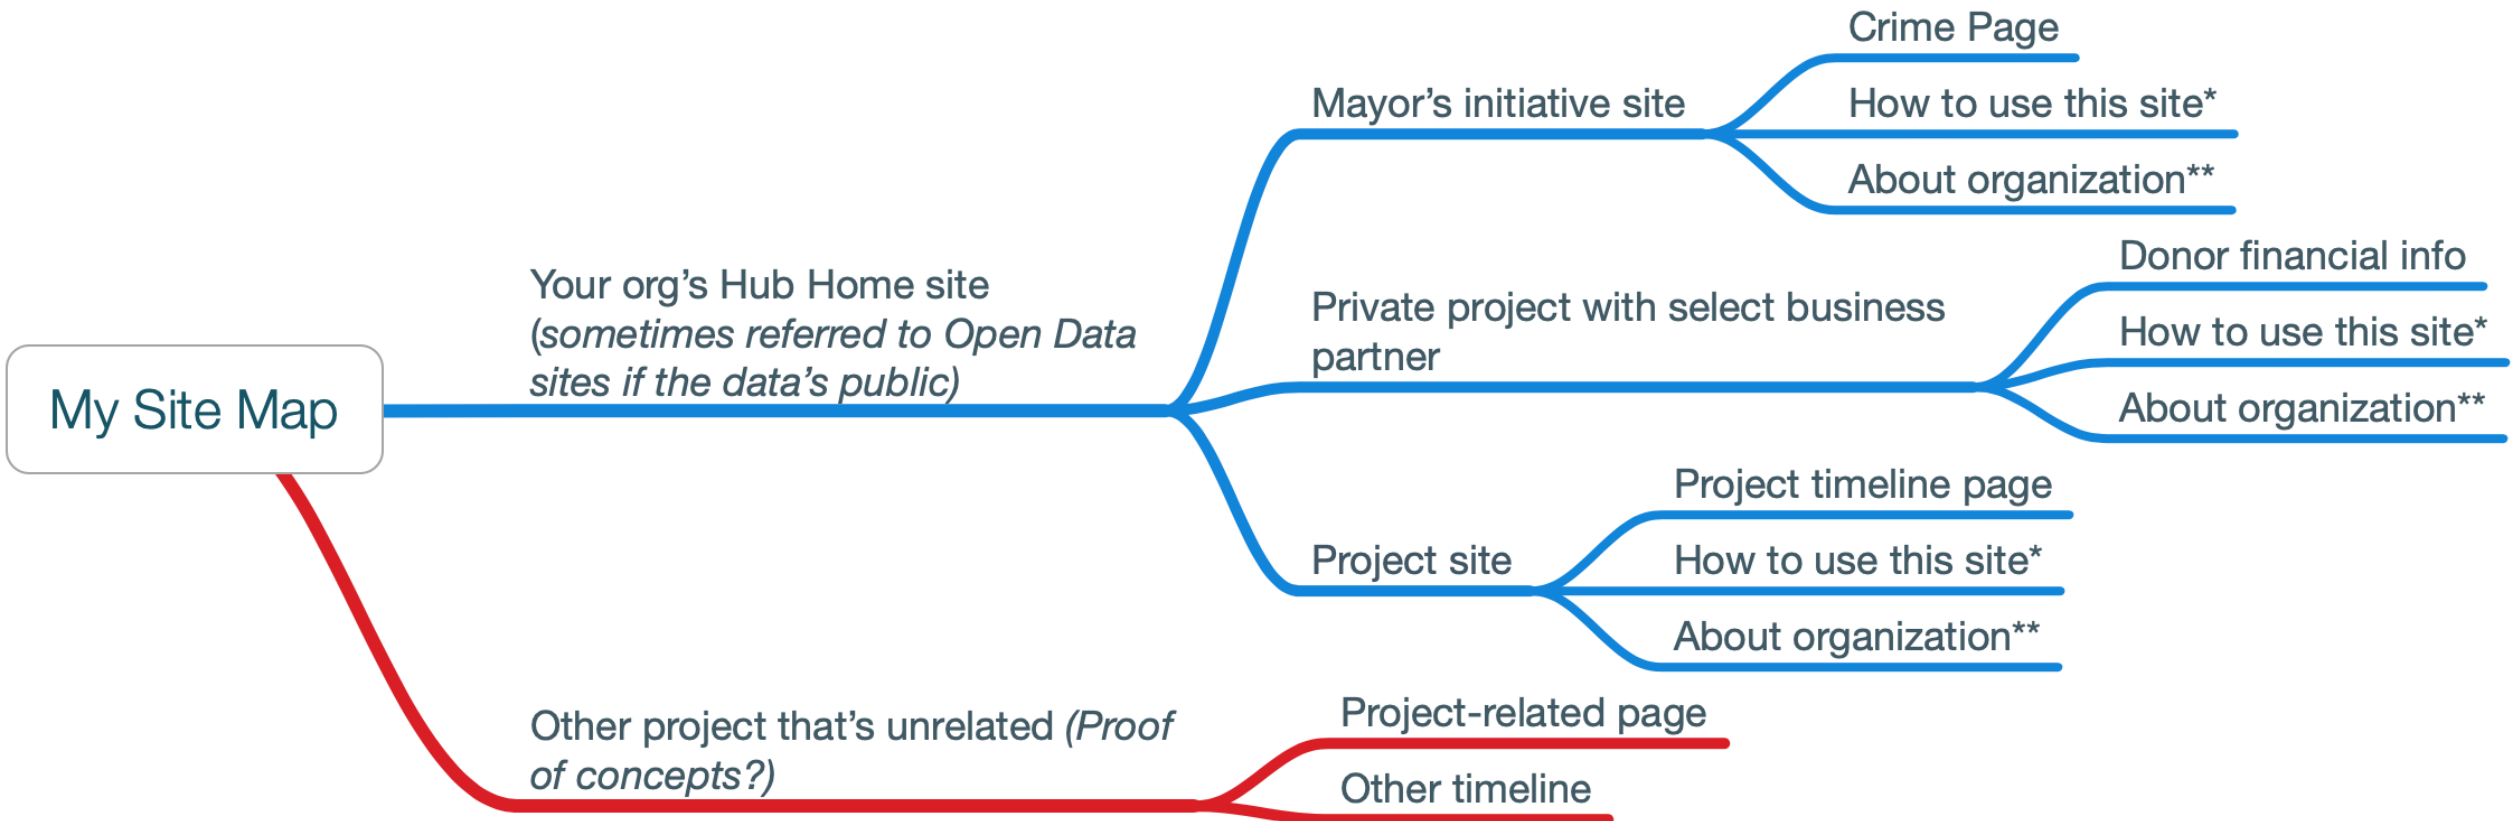 My Site Map
Your org’s Hub Home site
(sometimes referred to Open Data
sites if the data’s public)
Mayor’s initiative site
Crime Page
How to use this site*
About organization**
Private project with select business
partner
Donor financial info
How to use this site*
About organization**
Project site
Project timeline page
How to use this site*
About organization**
Other project that’s unrelated (Proof
of concepts?)
Project-related page
Other timeline